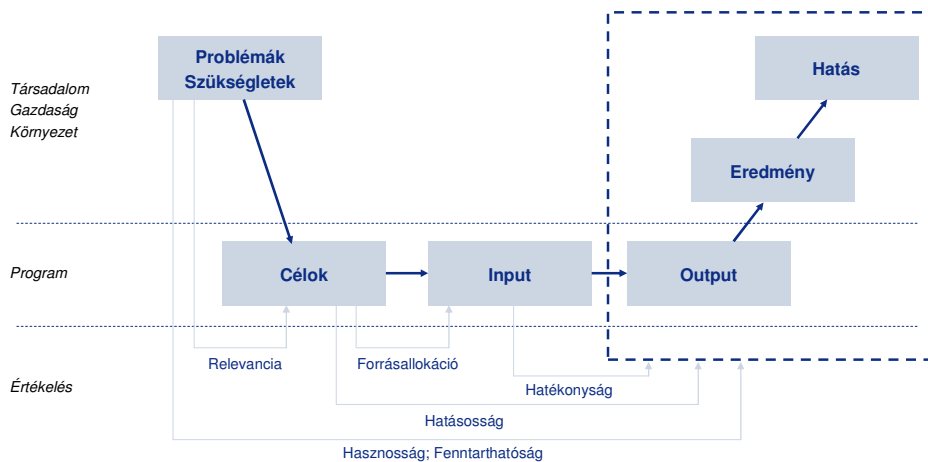 Problémák
Szükségletek
Hatás
Társadalom
Gazdaság
Környezet
Eredmény
Program
Célok
Input
Output
Relevancia
Forrásallokáció
Értékelés
Hatékonyság
Hatásosság
Hasznosság; Fenntarthatóság